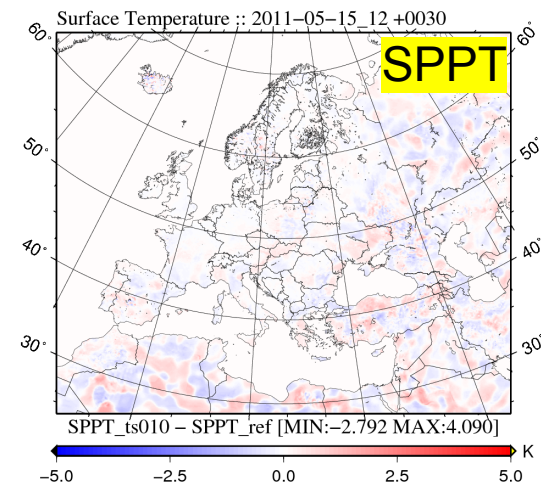 Surface Temperature :: 2011−05−15_12 +0030
SPPT
60˚
60˚
50˚
50˚
40˚
40˚
30˚
30˚
SPPT_ts010 − SPPT_ref [MIN:−2.792 MAX:4.090]
K
−5.0 −2.5 0.0 2.5 5.0